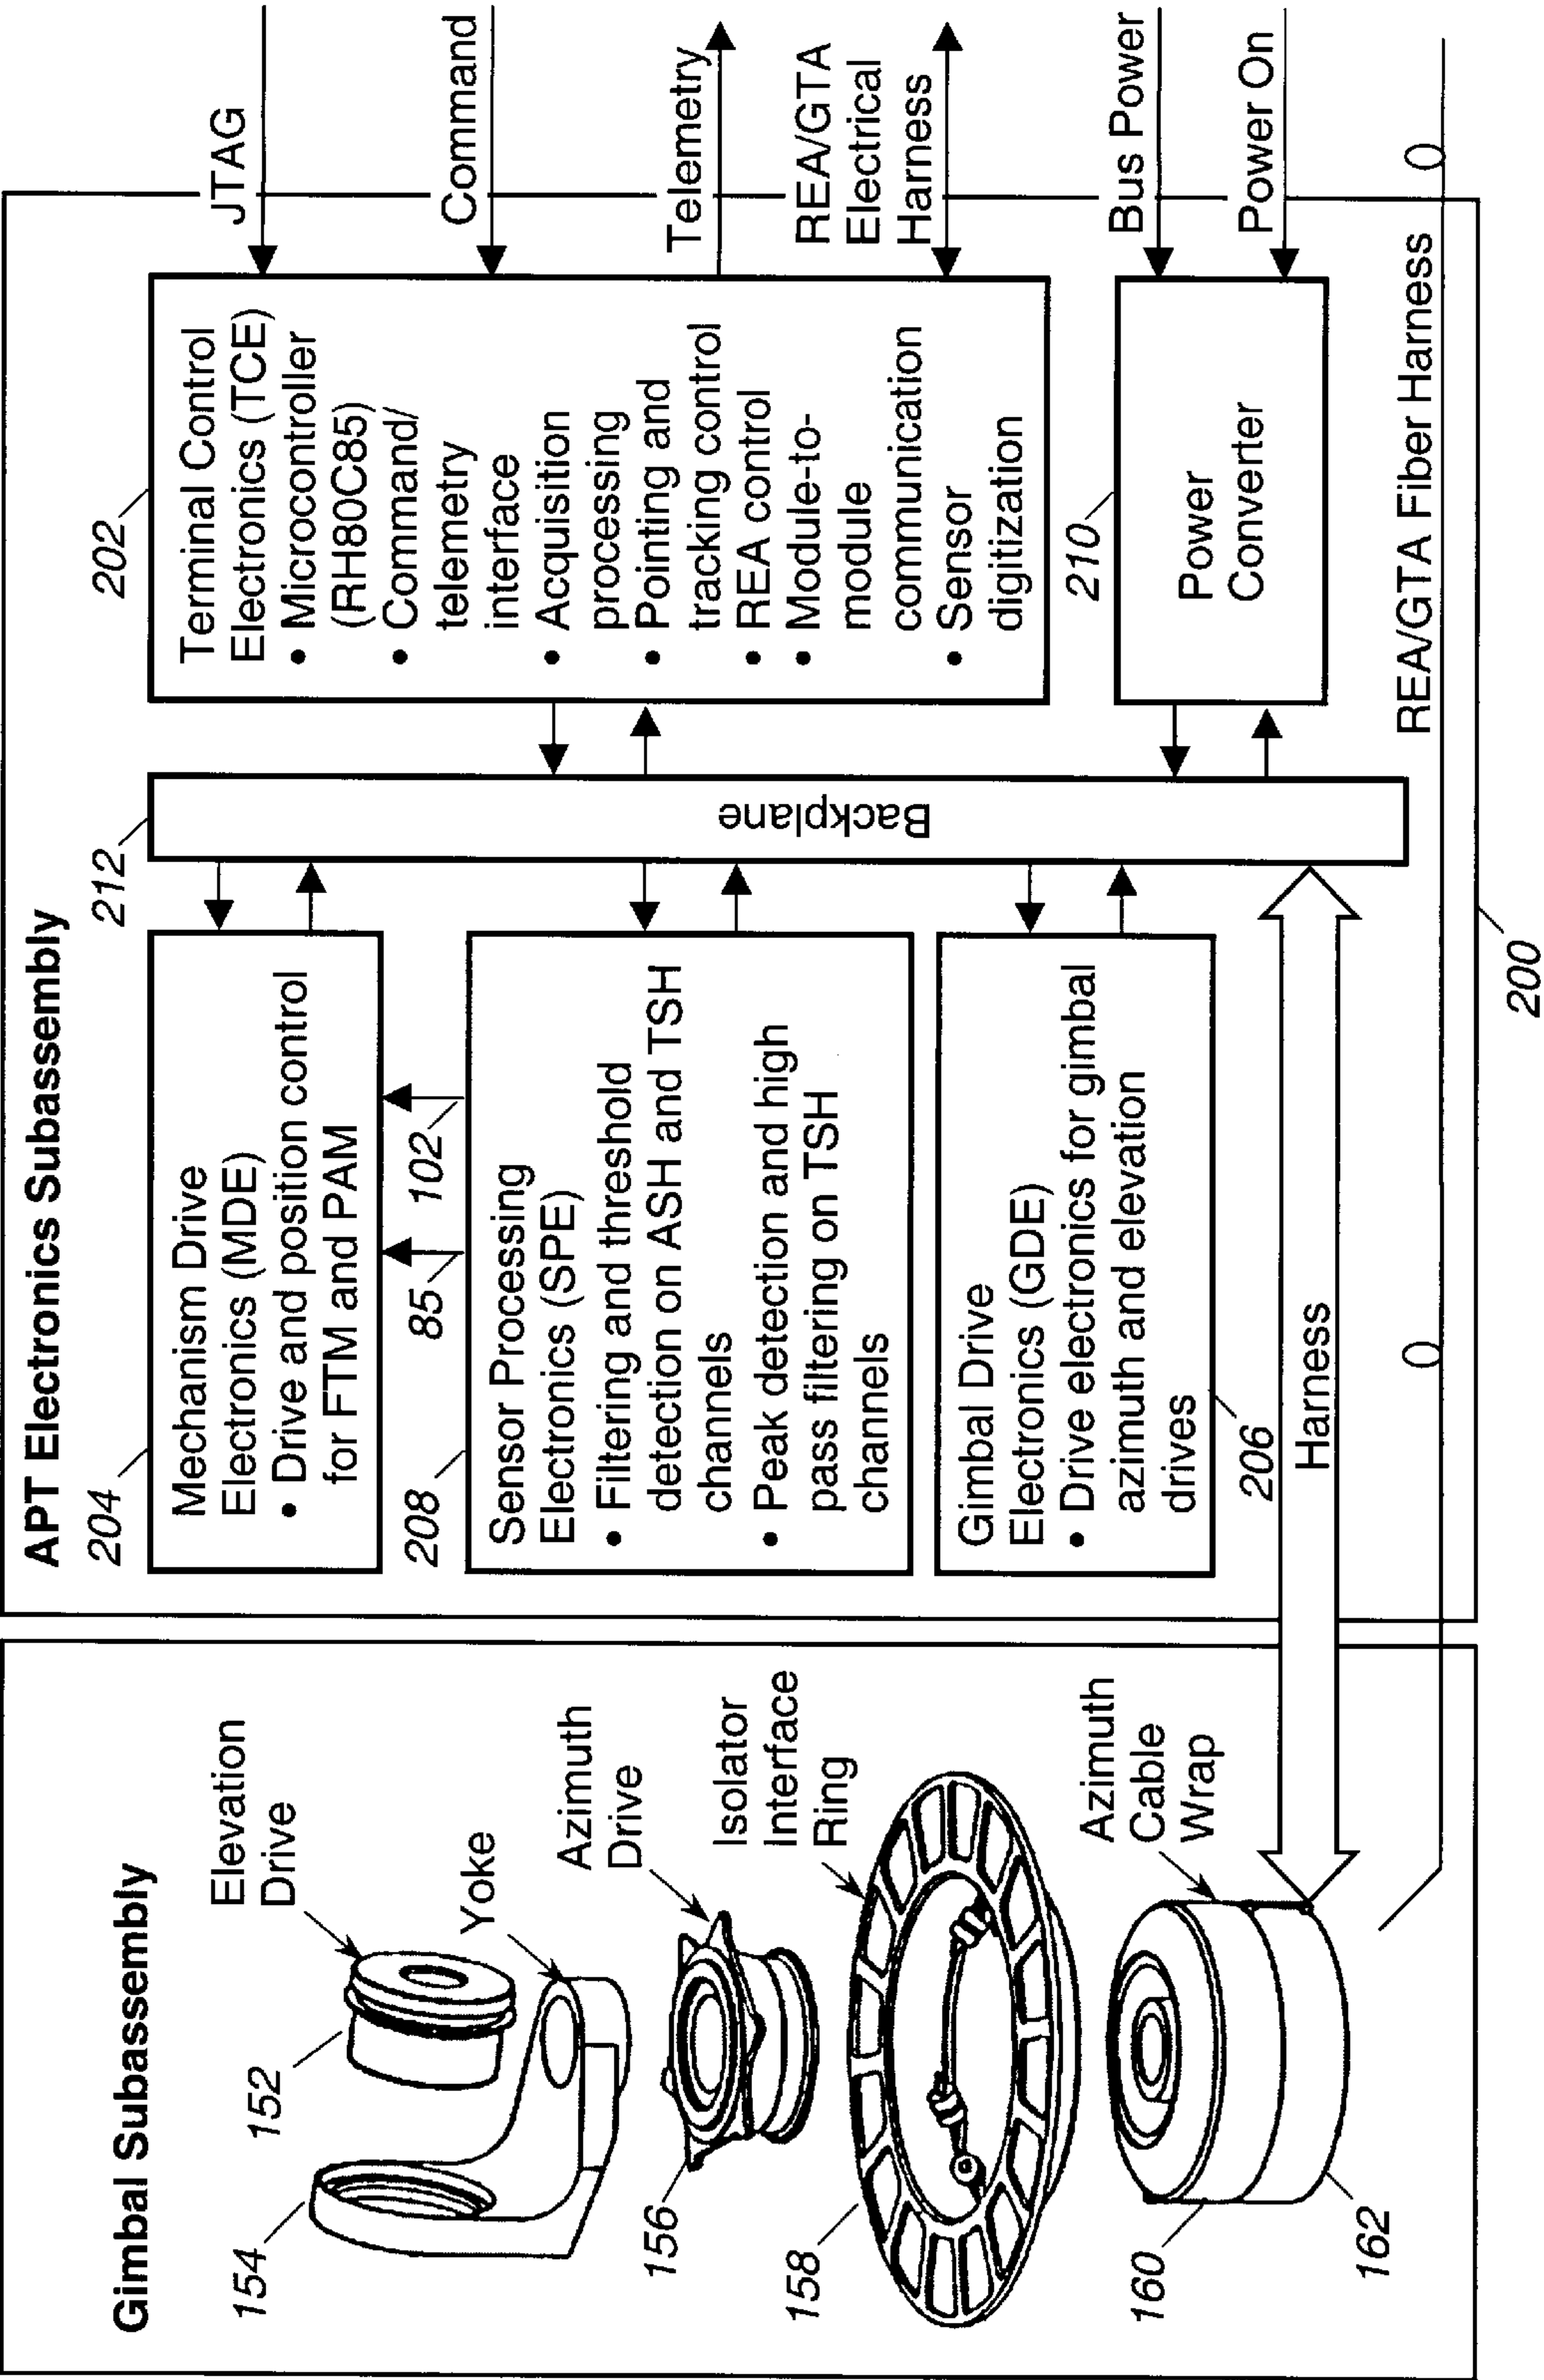 Gimbal Subassembly
154
152
Elevation
Drive
Yoke
156
Azimuth
Drive
158
Isolator
Interface
Ring
160
162
Azimuth
Cable
Wrap
APT Electronics Subassembly
204
Mechanism Drive
Electronics (MDE)
• Drive and position control
for FTM and PAM
85
102
208
Sensor Processing
Electronics (SPE)
• Filtering and threshold
detection on ASH and TSH
channels
• Peak detection and high
pass filtering on TSH
channels
Gimbal Drive
Electronics (GDE)
• Drive electronics for gimbal
azimuth and elevation
drives
206
Harness
212
Backplane
202
Terminal Control
Electronics (TCE)
• Microcontroller
(RH80C85)
• Command/
telemetry
interface
• Acquisition
processing
• Pointing and
tracking control
• REA control
• Module-to-
module
communication
• Sensor
digitization
210
Power
Converter
REA/GTA Fiber Harness
200
JTAG
Command
Telemetry
REA/GTA
Electrical
Harness
Bus Power
Power On